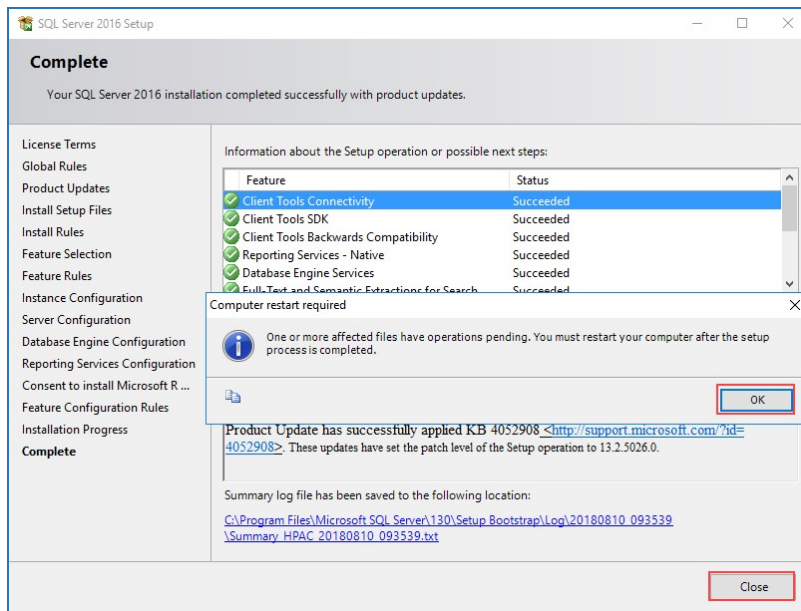 SQL Server 2016 Setup
Complete
Your SQL Server 2016 installation completed successfully with product updates.
License Terms
Global Rules
Product Updates
Install Setup Files
Install Rules
Feature Selection
Feature Rules
Instance Configuration
Server Configuration
Database Engine Configuration
Reporting Services Configuration
Consent to install Microsoft R ...
Feature Configuration Rules
Installation Progress
Complete
Information about the Setup operation or possible next steps:
Feature Status
Client Tools Connectivity Succeeded
Client Tools SDK Succeeded
Client Tools Backwards Compatibility Succeeded
Reporting Services - Native Succeeded
Database Engine Services Succeeded
Full-Text and Semantic Extractions for Search Succeeded
Computer restart required
One or more affected files have operations pending. You must restart your computer after the setup
process is completed.
OK
Product Update has successfully applied KB 4052908 <http://support.microsoft.com/?id=
4052908>. These updates have set the patch level of the Setup operation to 13.2.5026.0.
Summary log file has been saved to the following location:
C:\Program Files\Microsoft SQL Server\130\Setup Bootstrap\Log\20180810_093539
\Summary_HPAC_20180810_093539.txt
Close